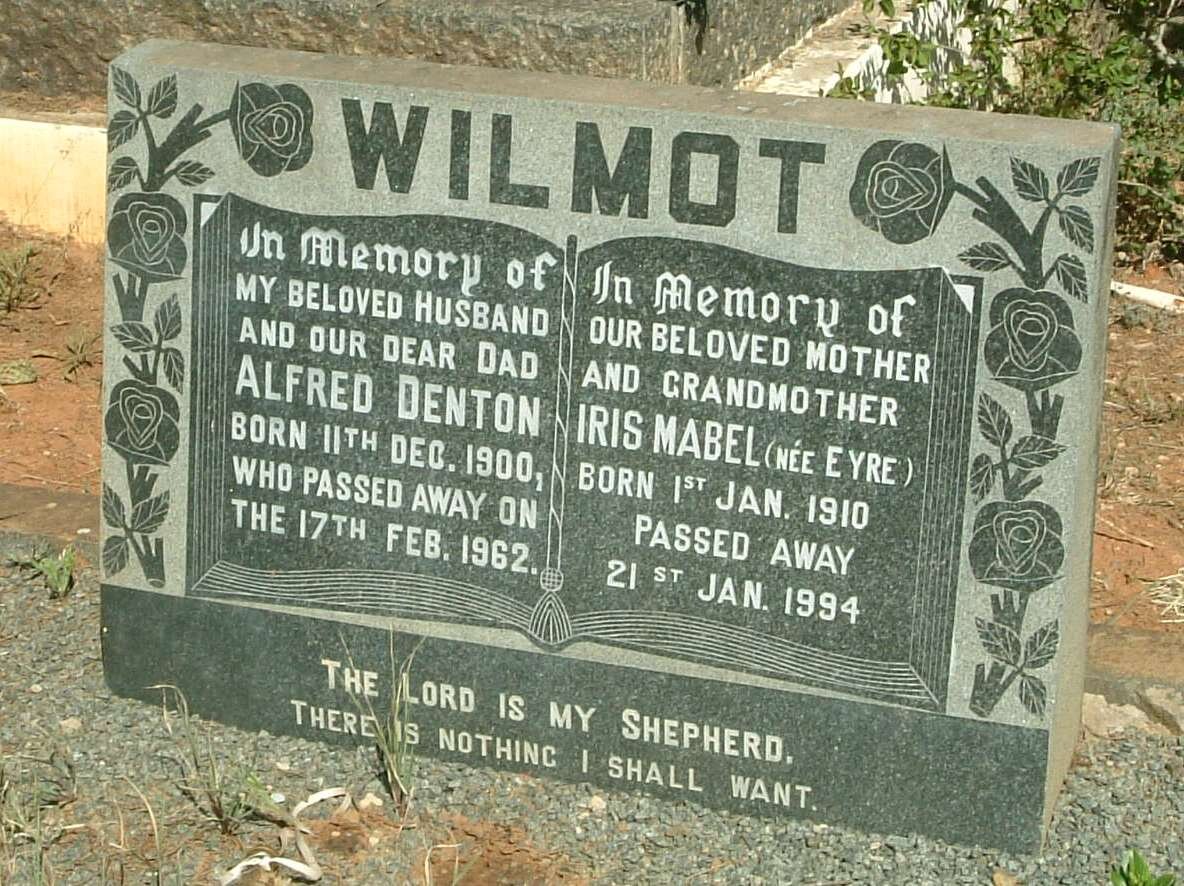 WILMOT
In Memory of
MY BELOVED HUSBAND
AND OUR DEAR DAD
ALFRED DENTON
BORN 11TH DEC. 1900,
WHO PASSED AWAY ON
THE 17TH FEB. 1962.
In Memory of
OUR BELOVED MOTHER
AND GRANDMOTHER
IRIS MABEL (NÉE EYRE)
BORN 1ST JAN. 1910
PASSED AWAY
21ST JAN. 1994
THE LORD IS MY SHEPHERD.
THERE IS NOTHING I SHALL WANT.